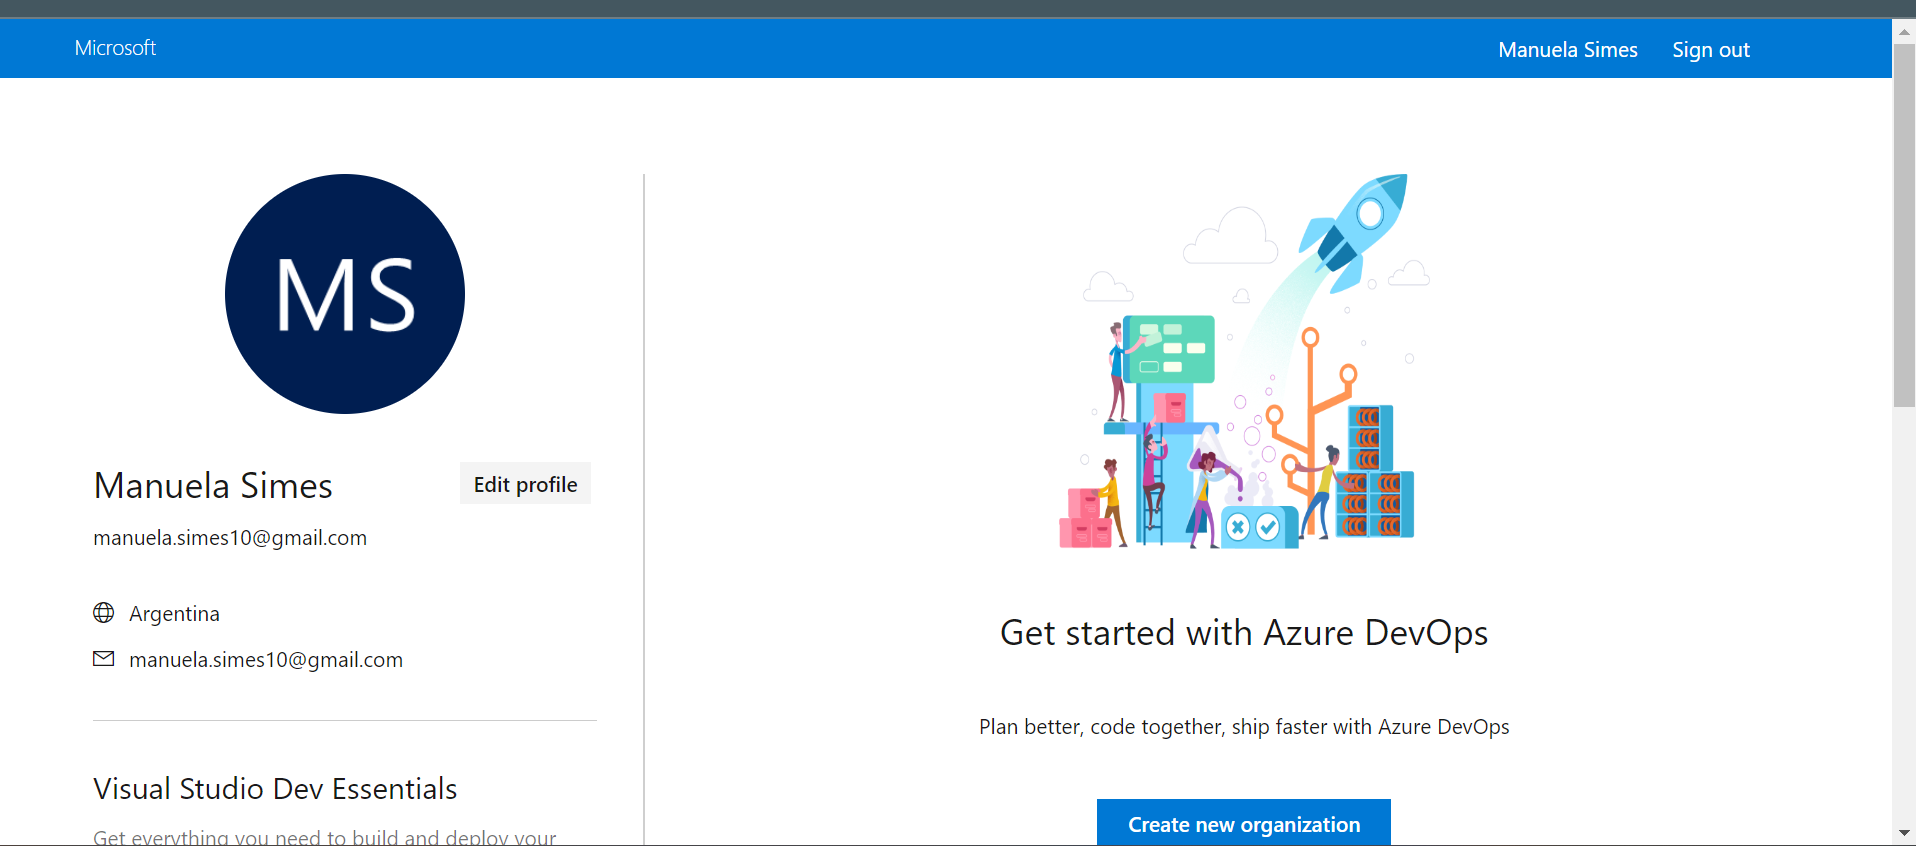 Microsoft
Manuela Simes
Sign out
MS
Manuela Simes
Edit profile
manuela.simes10@gmail.com
Argentina
manuela.simes10@gmail.com
Visual Studio Dev Essentials
Get everything you need to build and deploy your
Get started with Azure DevOps
Plan better, code together, ship faster with Azure DevOps
Create new organization